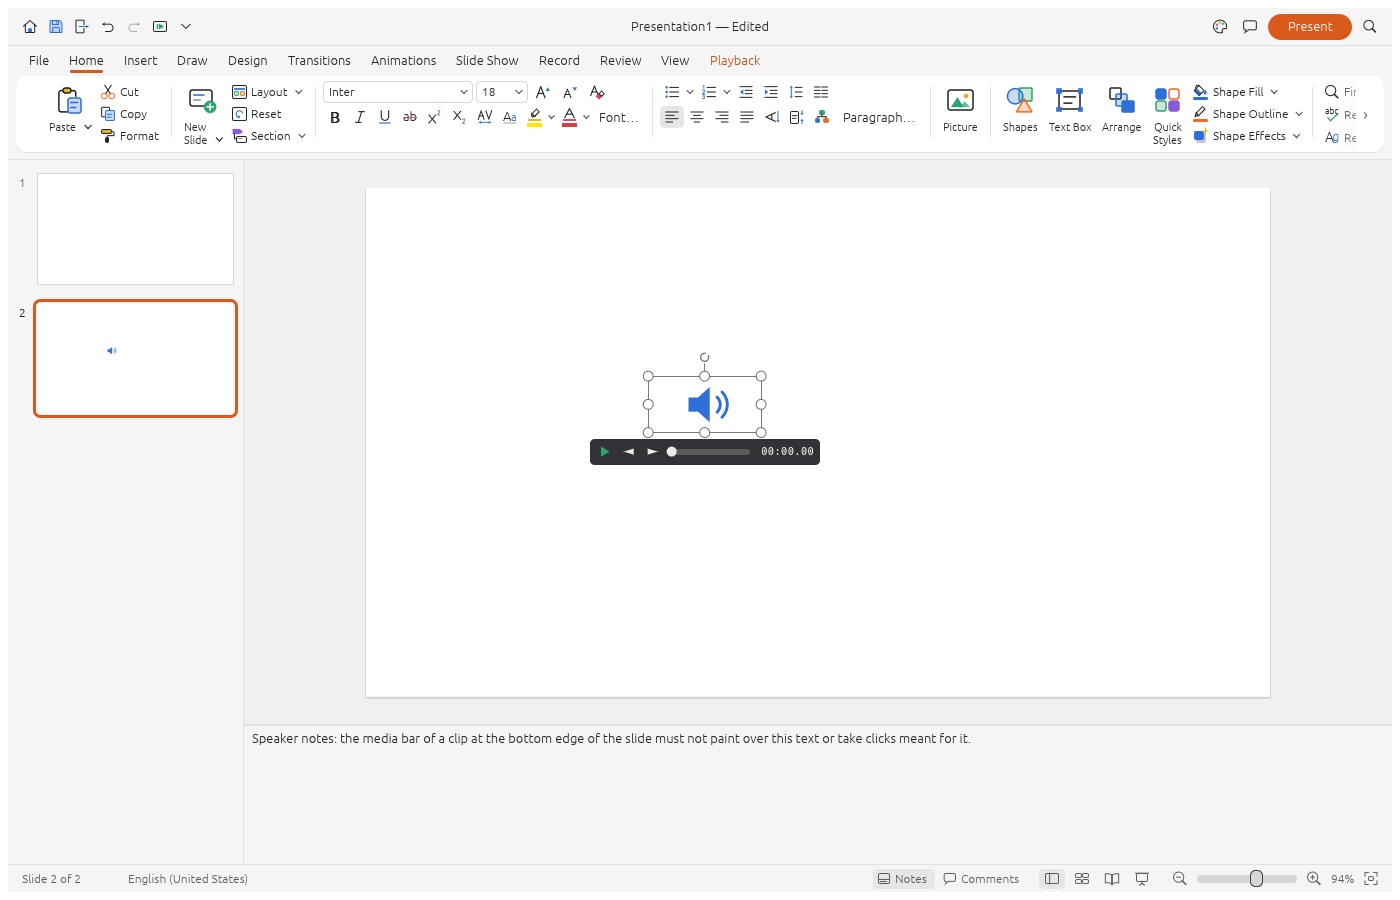 Presentation1 — Edited
Present
File Home Insert Draw Design Transitions Animations Slide Show Record Review View Playback
Paste
Cut
Copy
Format
New Slide
Layout
Reset
Section
Inter 18
Font...
Paragraph...
Picture
Shapes
Text Box
Arrange
Quick Styles
Shape Fill
Shape Outline
Shape Effects
1
2
00:00.00
Speaker notes: the media bar of a clip at the bottom edge of the slide must not paint over this text or take clicks meant for it.
Slide 2 of 2 English (United States) Notes Comments 94%